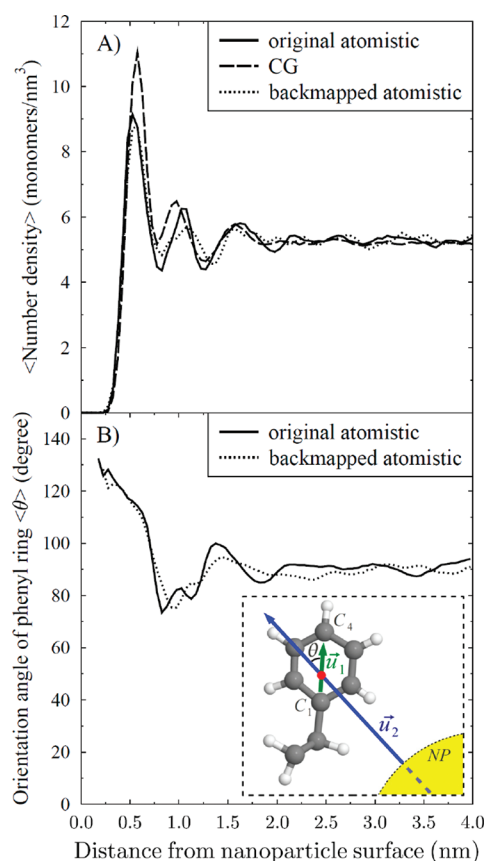 A)
original atomistic
CG
backmapped atomistic
<Number density> (monomers/nm³)
12
10
8
6
4
2
0
B)
original atomistic
backmapped atomistic
Orientation angle of phenyl ring <θ> (degree)
140
120
100
80
60
40
20
0
C₄
θ
u⃗₁
C₁
u⃗₂
NP
0.0 0.5 1.0 1.5 2.0 2.5 3.0 3.5 4.0
Distance from nanoparticle surface (nm)